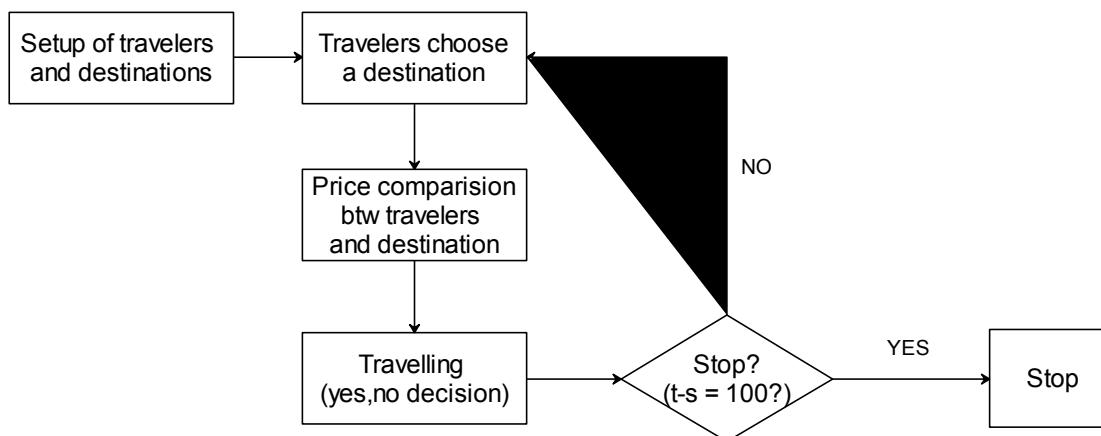 Setup of travelers
and destinations
Travelers choose
a destination
Price comparision
btw travelers
and destination
Travelling
(yes,no decision)
Stop?
(t-s = 100?)
NO
YES
Stop